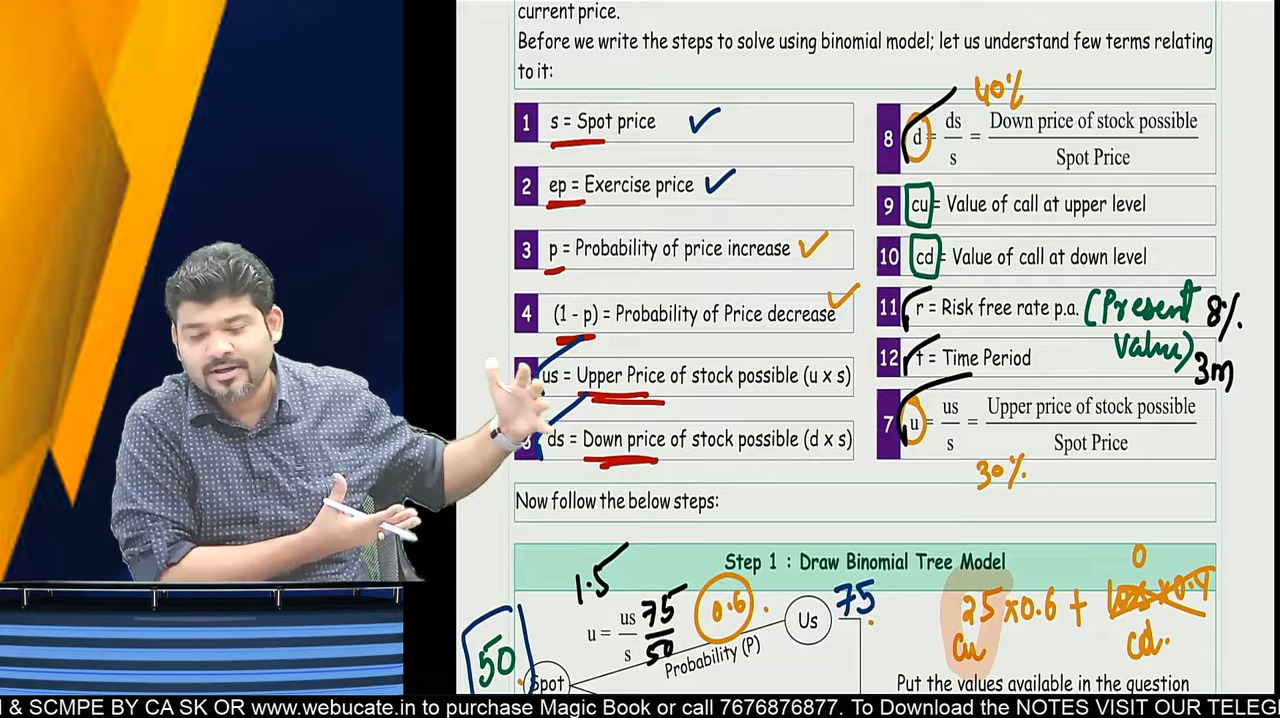 current price.
Before we write the steps to solve using binomial model; let us understand few terms relating
to it:
1 s = Spot price
2 ep = Exercise price
3 p = Probability of price increase
4 (1 - p) = Probability of Price decrease
us = Upper Price of stock possible (u x s)
ds = Down price of stock possible (d x s)
40%
8 d = ds/s = Down price of stock possible / Spot Price
9 cu = Value of call at upper level
10 cd = Value of call at down level
11 r = Risk free rate p.a. (Present value) 8%
12 t = Time Period 3m
7 u = us/s = Upper price of stock possible / Spot Price
30%
Now follow the below steps:
Step 1 : Draw Binomial Tree Model
1.5
u = us/s 75/50
0.6
Probability (P)
Us
75
50
Spot
0
25×0.6 +
cu
cd
Put the values available in the question
& SCMPE BY CA SK OR www.webucate.in to purchase Magic Book or call 7676876877. To Download the NOTES VISIT OUR TELEG